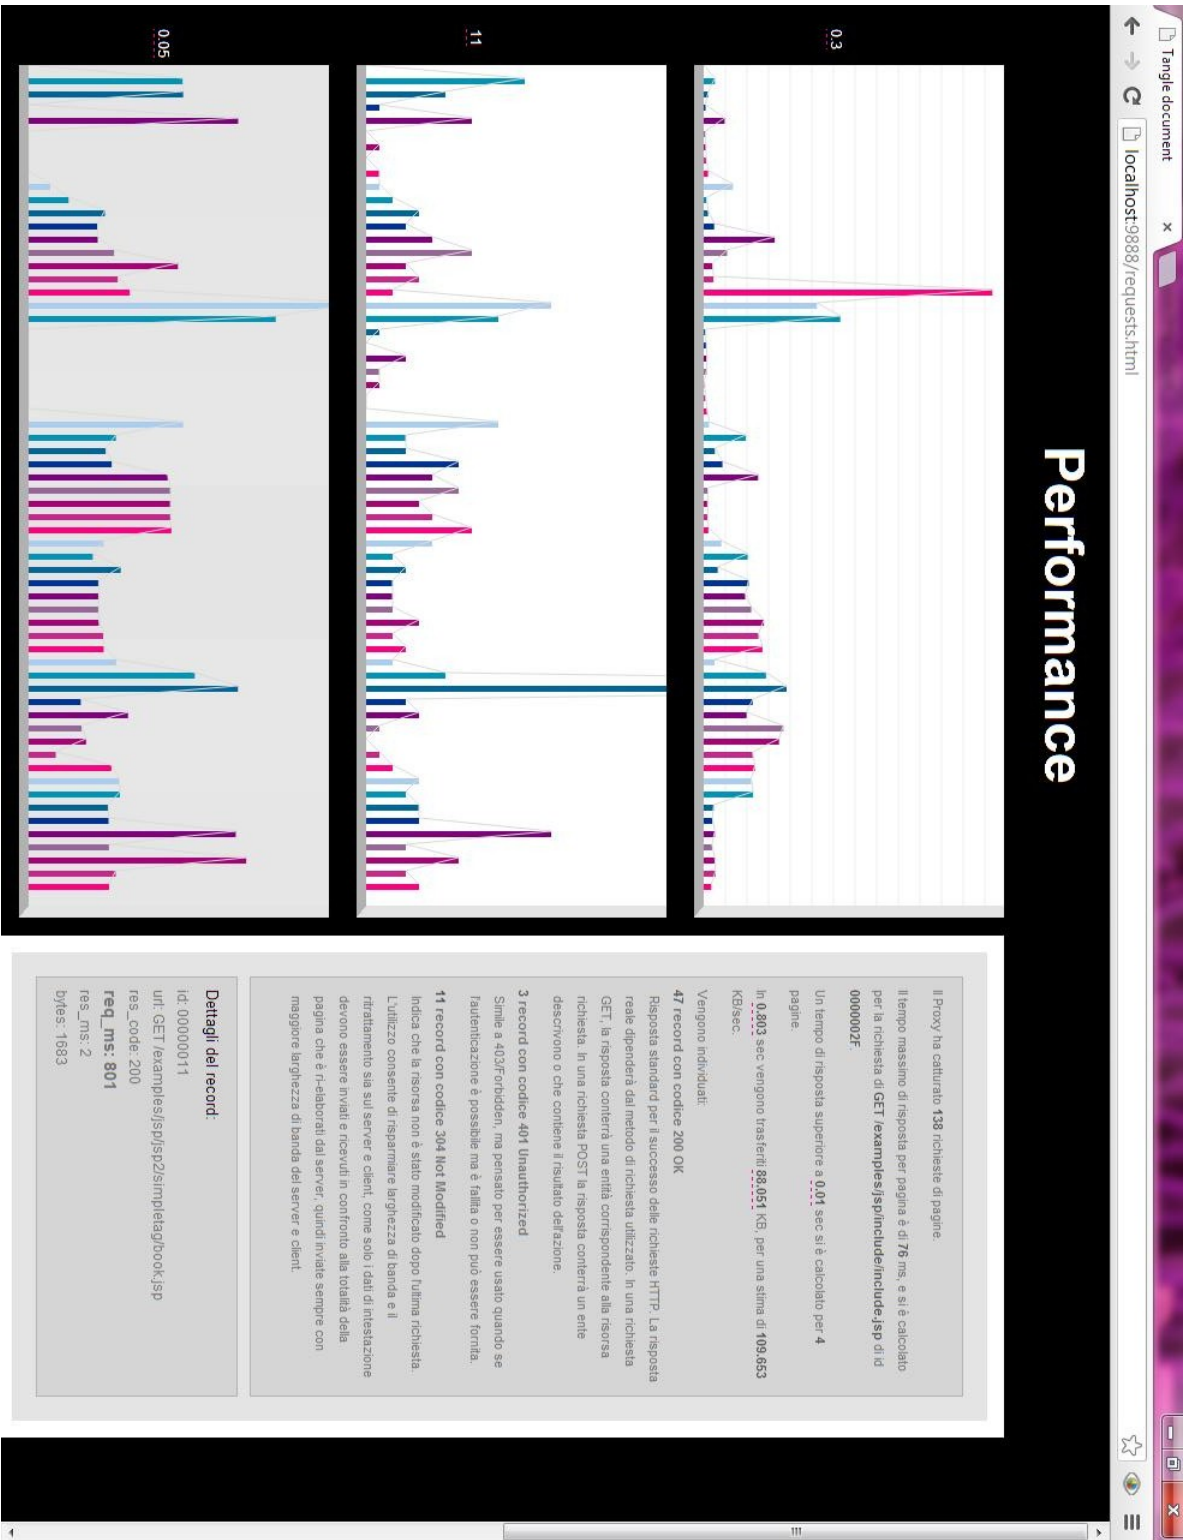 Tangle document
localhost:9888/requests.html
Performance
0.3
11
0.05
Il Proxy ha catturato 138 richieste di pagine.
Il tempo massimo di risposta per pagina è di 76 ms, e si è calcolato
per la richiesta di GET /examples/jsp/include/include.jsp di id
0000002F.
Un tempo di risposta superiore a 0.01 sec si è calcolato per 4
pagine.
In 0.803 sec vengono trasferiti 88.051 KB, per una stima di 109.653
KB/sec.
Vengono individuati:
47 record con codice 200 OK
Risposta standard per il successo delle richieste HTTP. La risposta
reale dipenderà dal metodo di richiesta utilizzato. In una richiesta
GET, la risposta conterrà una entità corrispondente alla risorsa
richiesta. In una richiesta POST la risposta conterrà un ente
descrivono o che contiene il risultato dell'azione.
3 record con codice 401 Unauthorized
Simile a 403/Forbidden, ma pensato per essere usato quando se
l'autenticazione è possibile ma è fallita o non può essere fornita.
11 record con codice 304 Not Modified
Indica che la risorsa non è stato modificato dopo l'ultima richiesta.
L'utilizzo consente di risparmiare larghezza di banda e il
ritrattamento sia sul server e client, come solo i dati di intestazione
devono essere inviati e ricevuti in confronto alla totalità della
pagina che è ri-elaborati dal server, quindi inviate sempre con
maggiore larghezza di banda del server e client.
Dettagli del record:
id: 00000011
url: GET /examples/jsp/jsp2/simpletag/book.jsp
res_code: 200
req_ms: 801
res_ms: 2
bytes: 1683